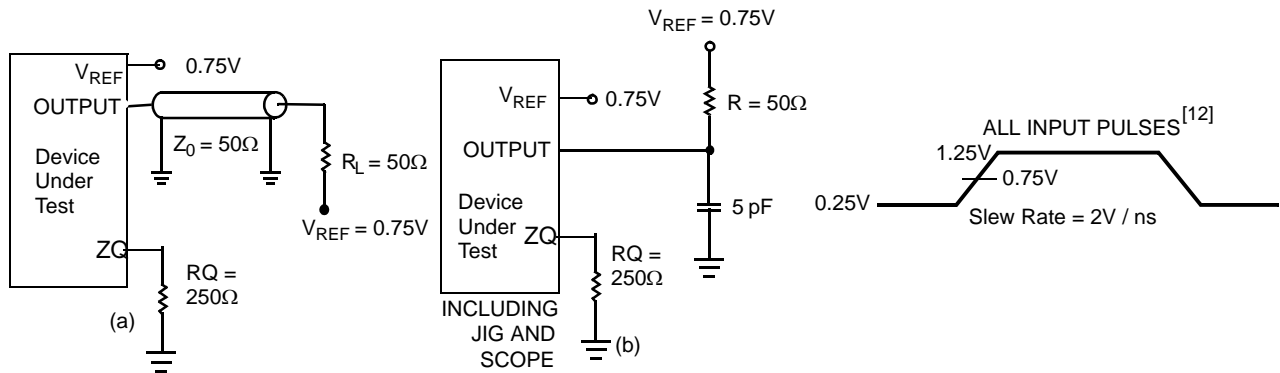 V_REF
0.75V
OUTPUT
Z_0 = 50Ω
Device
Under
Test
R_L = 50Ω
V_REF = 0.75V
ZQ
RQ =
250Ω
(a)
V_REF = 0.75V
R = 50Ω
V_REF
0.75V
OUTPUT
Device
Under
Test
5 pF
ZQ
RQ =
250Ω
INCLUDING
JIG AND
SCOPE
(b)
ALL INPUT PULSES[12]
1.25V
0.75V
0.25V
Slew Rate = 2V / ns